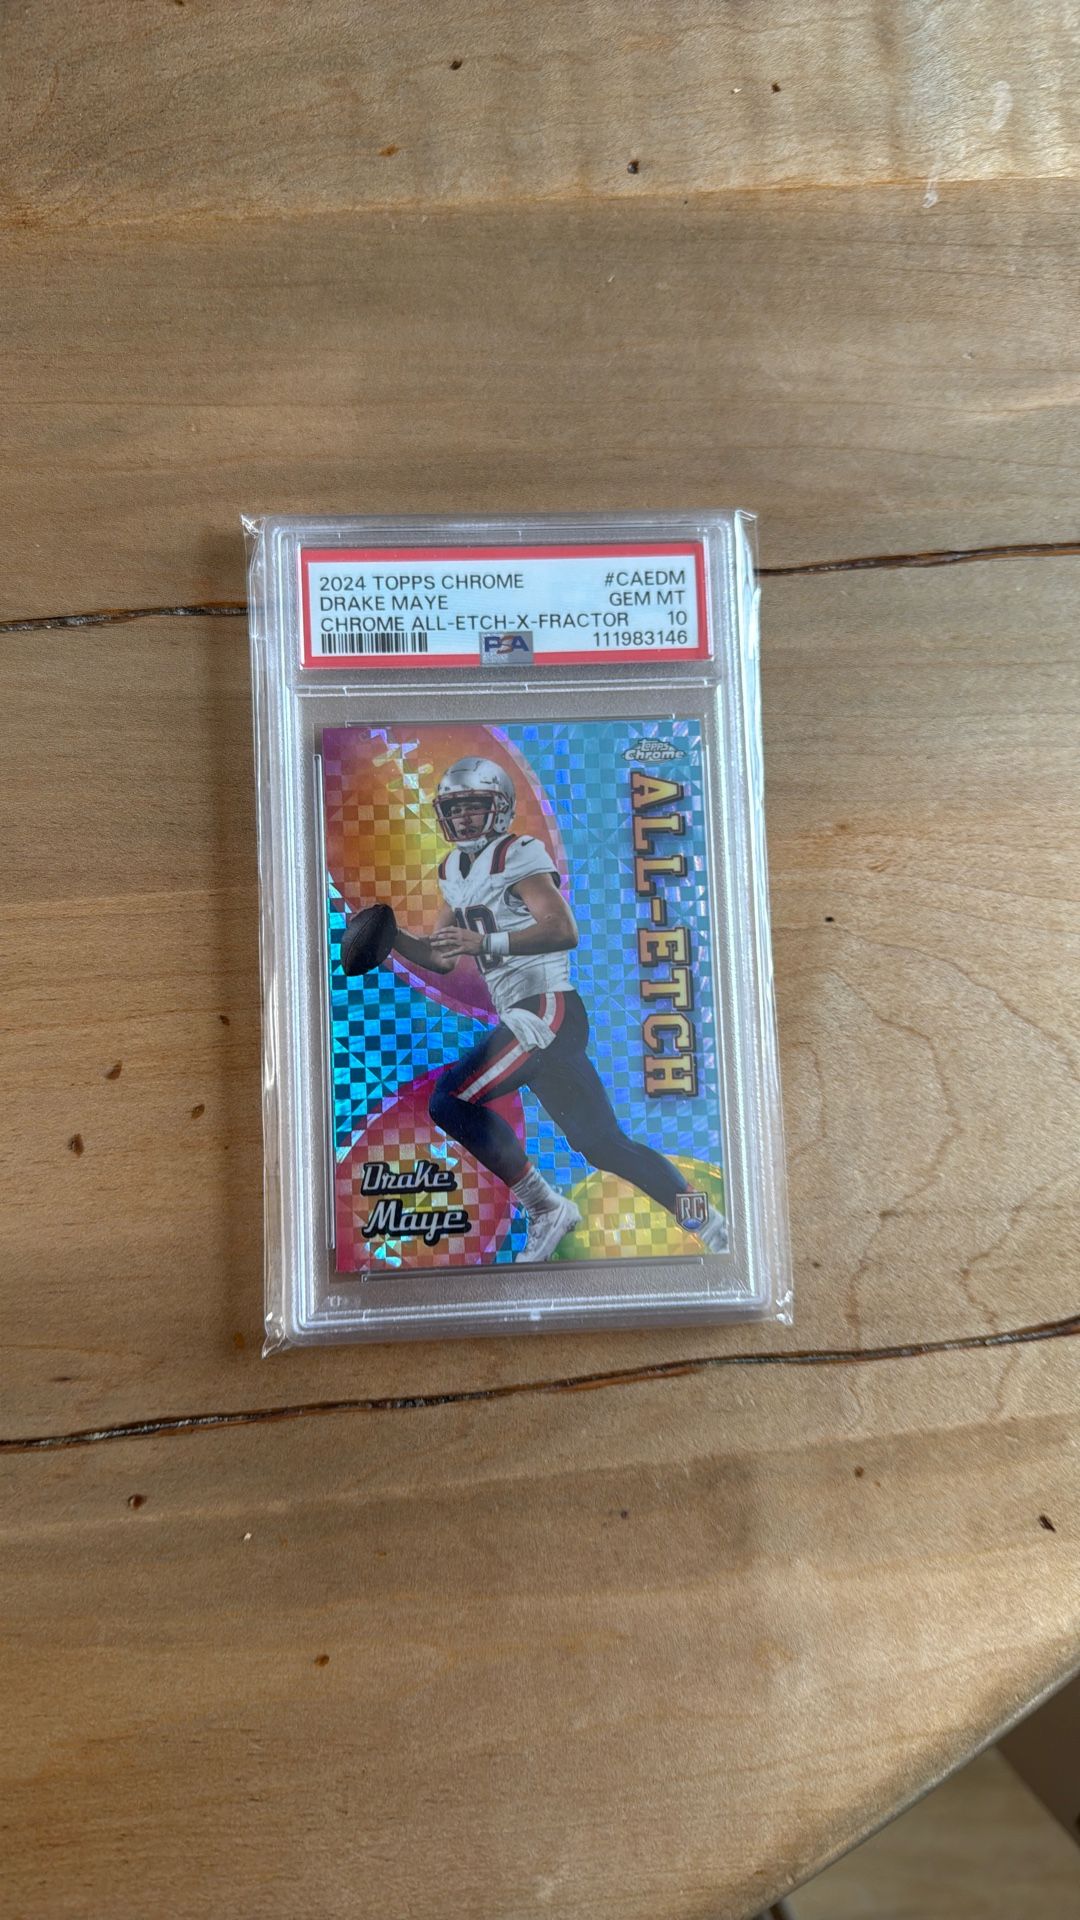 2024 TOPPS CHROME #CAEDM
DRAKE MAYE GEM MT
CHROME ALL-ETCH-X-FRACTOR 10
PSA 111983146
Topps
Chrome
ALL-ETCH
10
Drake
Maye
RC